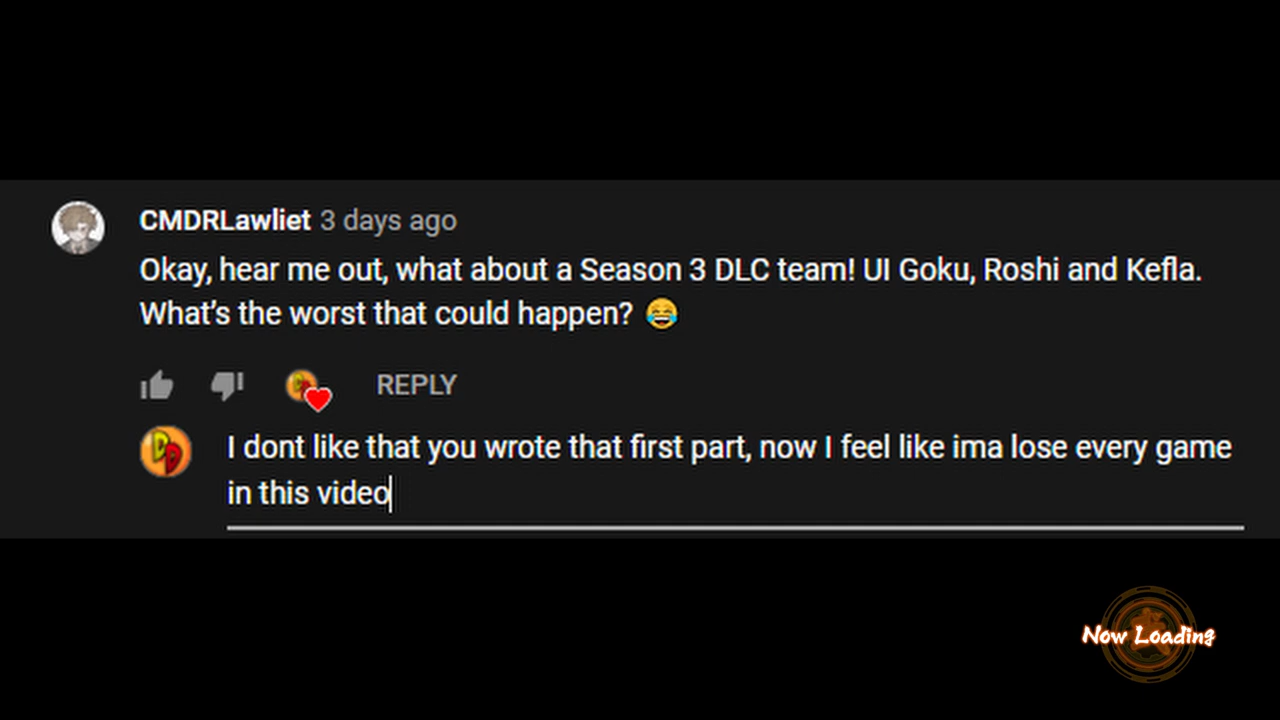 CMDRLawliet 3 days ago
Okay, hear me out, what about a Season 3 DLC team! UI Goku, Roshi and Kefla.
What's the worst that could happen? 😂
REPLY
I dont like that you wrote that first part, now I feel like ima lose every game
in this video
Now Loading